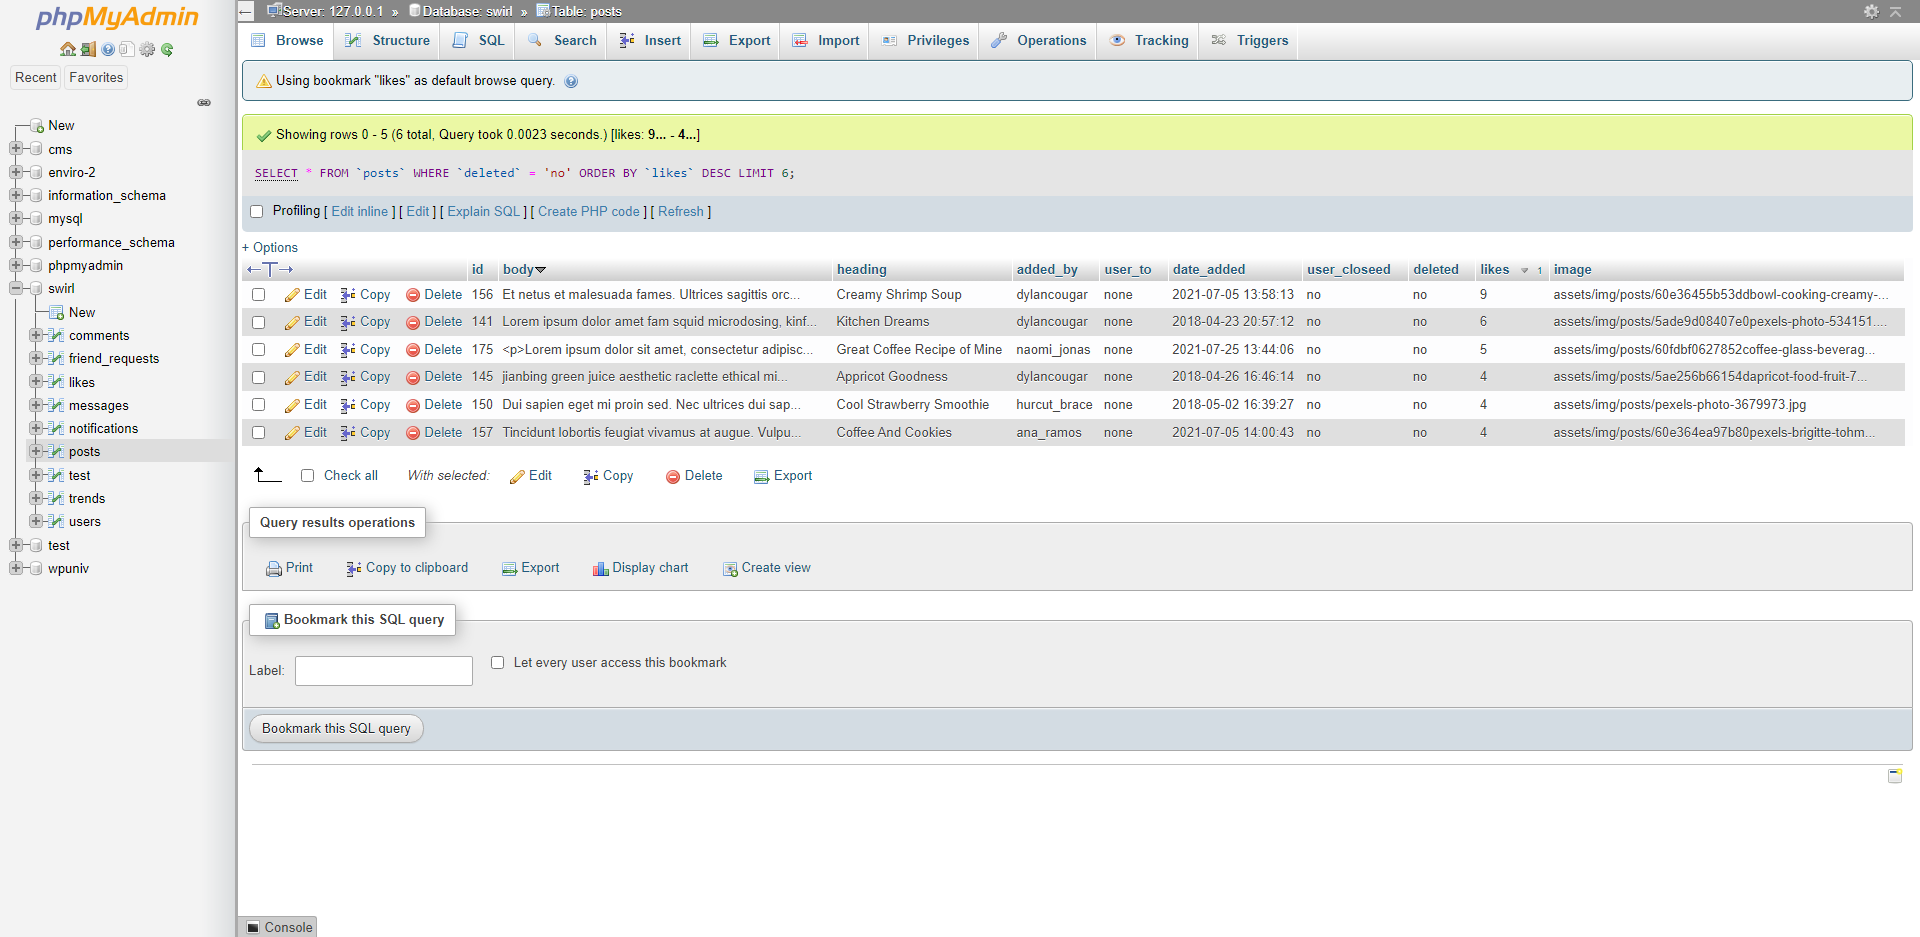 phpMyAdmin
Server: 127.0.0.1 » Database: swirl » Table: posts
Browse Structure SQL Search Insert Export Import Privileges Operations Tracking Triggers
Recent Favorites
New
cms
enviro-2
information_schema
mysql
performance_schema
phpmyadmin
swirl
New
comments
friend_requests
likes
messages
notifications
posts
test
trends
users
test
wpuniv
Using bookmark "likes" as default browse query.
Showing rows 0 - 5 (6 total, Query took 0.0023 seconds.) [likes: 9... - 4...]
SELECT * FROM `posts` WHERE `deleted` = 'no' ORDER BY `likes` DESC LIMIT 6;
Profiling [ Edit inline ] [ Edit ] [ Explain SQL ] [ Create PHP code ] [ Refresh ]
+ Options
←T→ id body heading added_by user_to date_added user_closeed deleted likes 1 image
Edit Copy Delete 156 Et netus et malesuada fames. Ultrices sagittis orc... Creamy Shrimp Soup dylancougar none 2021-07-05 13:58:13 no no 9 assets/img/posts/60e36455b53ddbowl-cooking-creamy-...
Edit Copy Delete 141 Lorem ipsum dolor amet fam squid microdosing, kinf... Kitchen Dreams dylancougar none 2018-04-23 20:57:12 no no 6 assets/img/posts/5ade9d08407e0pexels-photo-534151....
Edit Copy Delete 175 <p>Lorem ipsum dolor sit amet, consectetur adipisc... Great Coffee Recipe of Mine naomi_jonas none 2021-07-25 13:44:06 no no 5 assets/img/posts/60fdbf0627852coffee-glass-beverag...
Edit Copy Delete 145 jianbing green juice aesthetic raclette ethical mi... Appricot Goodness dylancougar none 2018-04-26 16:46:14 no no 4 assets/img/posts/5ae256b66154dapricot-food-fruit-7...
Edit Copy Delete 150 Dui sapien eget mi proin sed. Nec ultrices dui sap... Cool Strawberry Smoothie hurcut_brace none 2018-05-02 16:39:27 no no 4 assets/img/posts/pexels-photo-3679973.jpg
Edit Copy Delete 157 Tincidunt lobortis feugiat vivamus at augue. Vulpu... Coffee And Cookies ana_ramos none 2021-07-05 14:00:43 no no 4 assets/img/posts/60e364ea97b80pexels-brigitte-tohm...
Check all With selected: Edit Copy Delete Export
Query results operations
Print Copy to clipboard Export Display chart Create view
Bookmark this SQL query
Label: Let every user access this bookmark
Bookmark this SQL query
Console